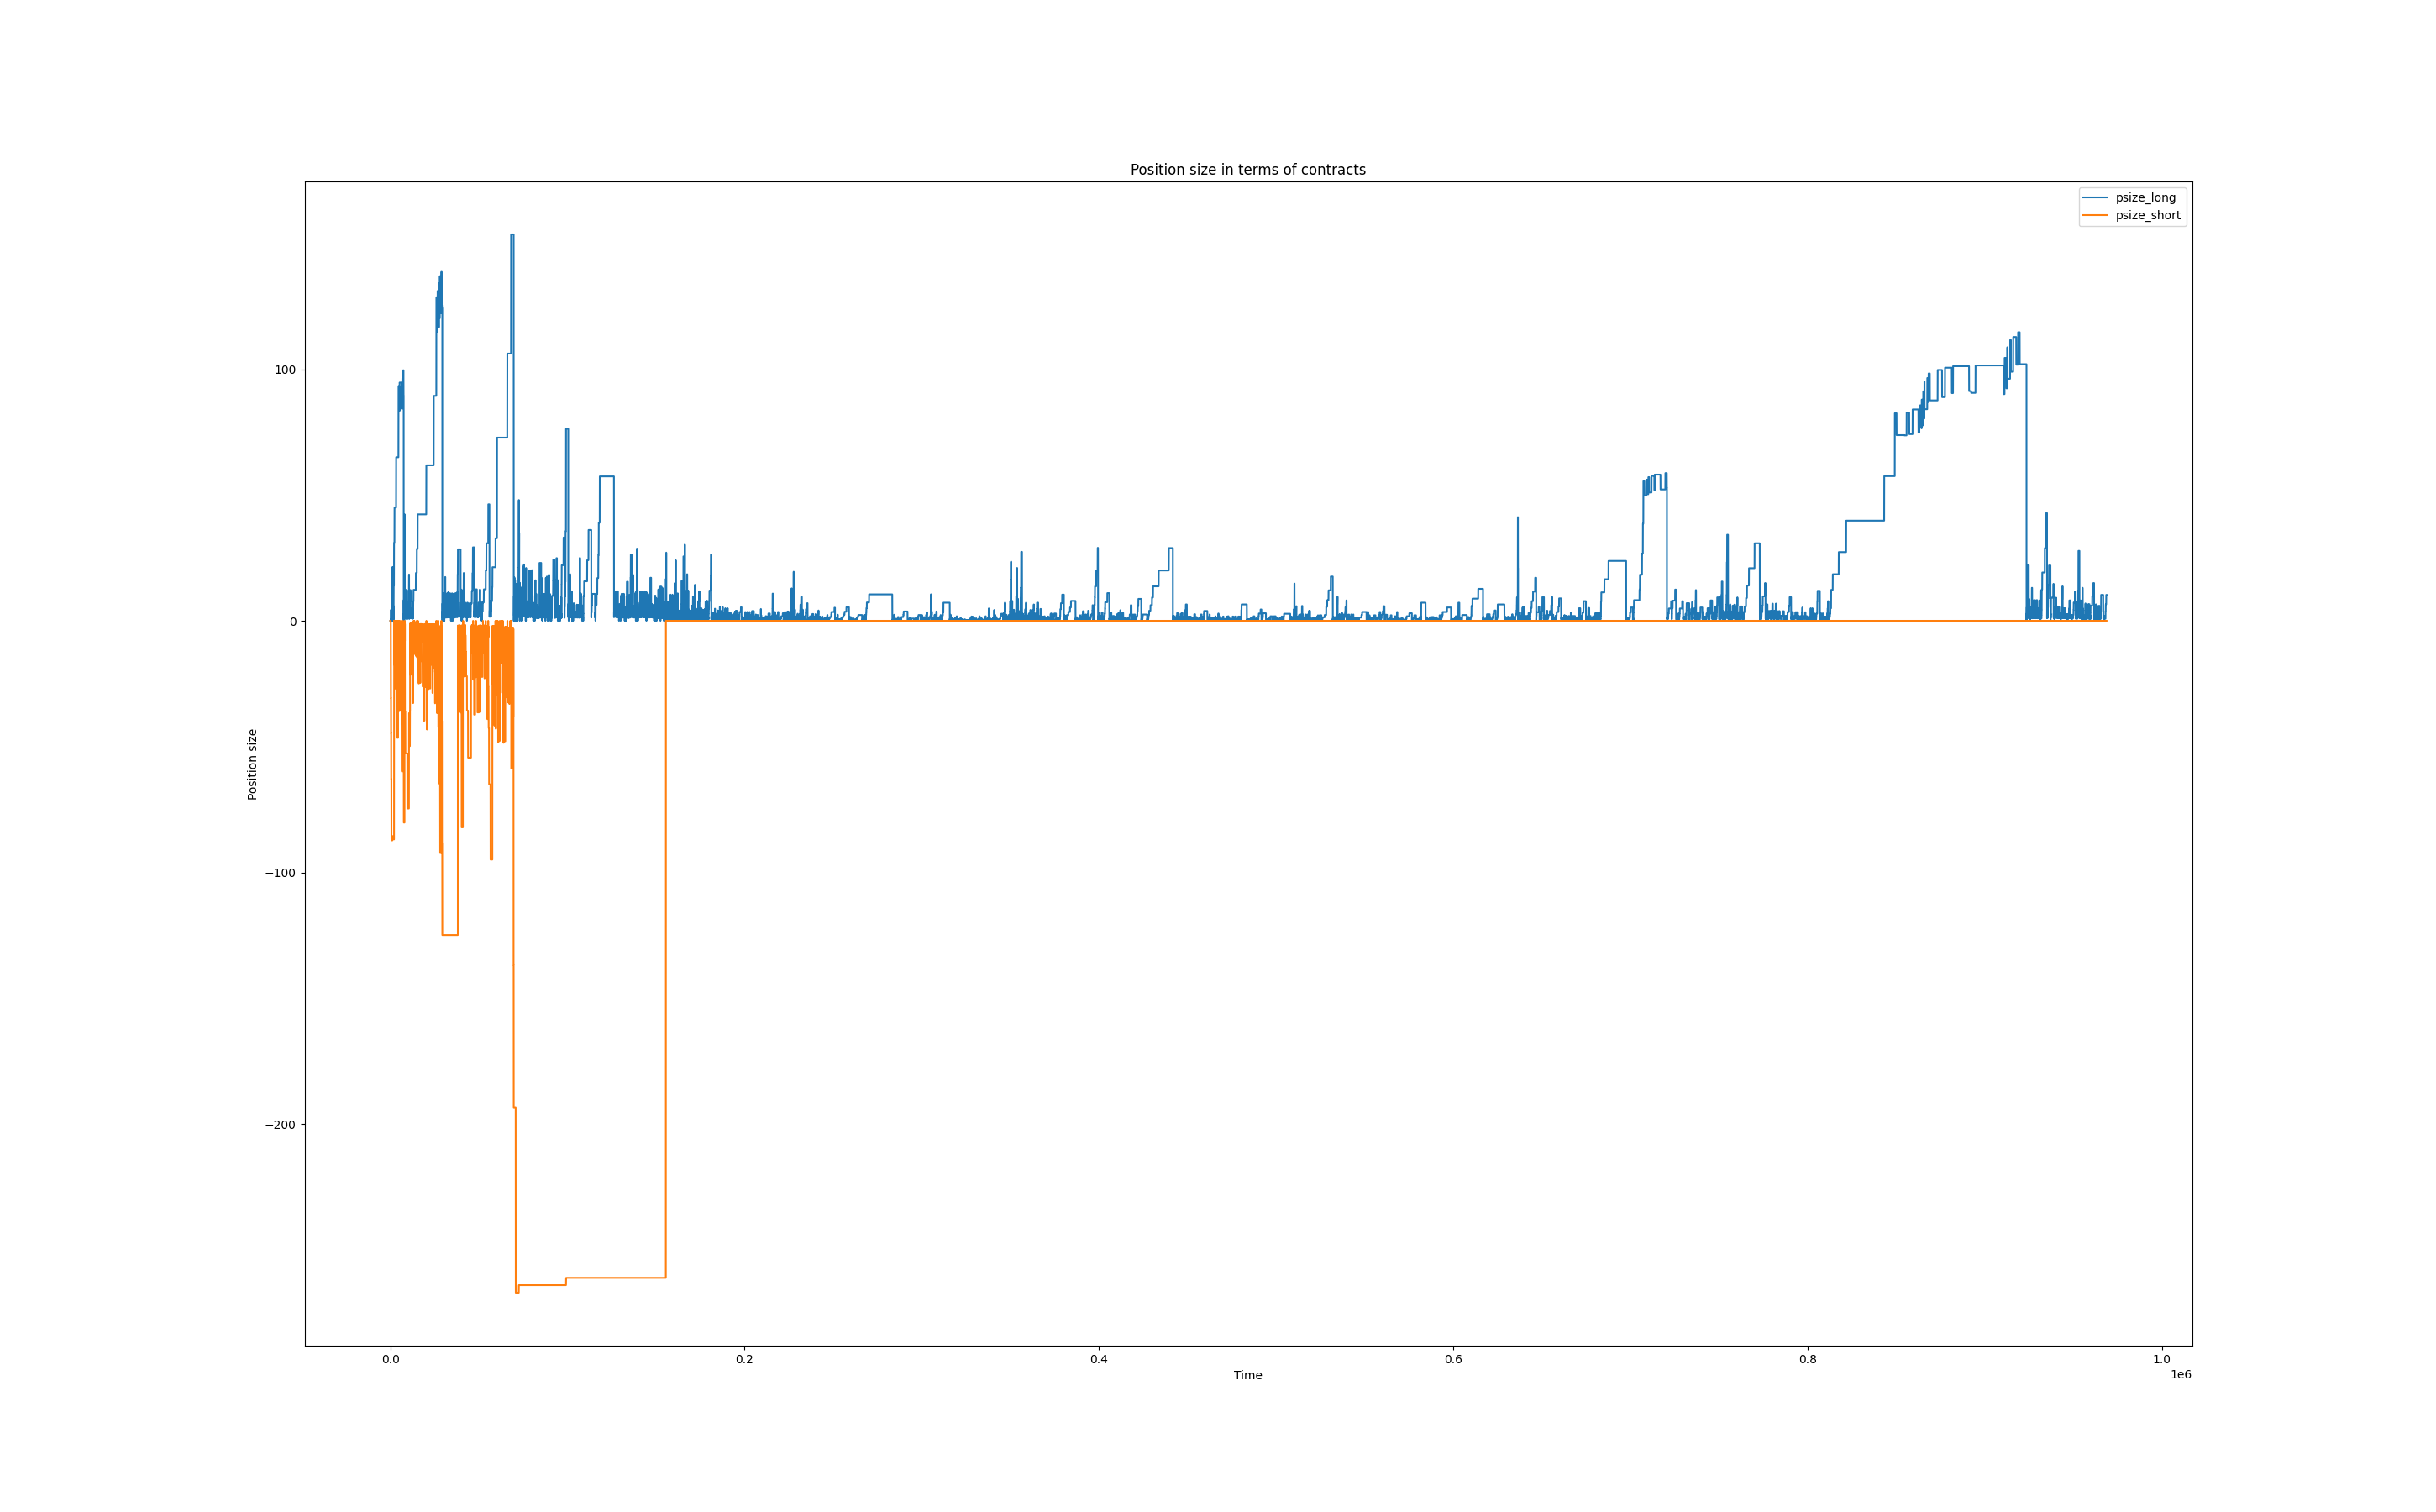 Position size in terms of contracts
psize_long
psize_short
100
0
−100
−200
Position size
0.0
0.2
0.4
0.6
0.8
1.0
1e6
Time